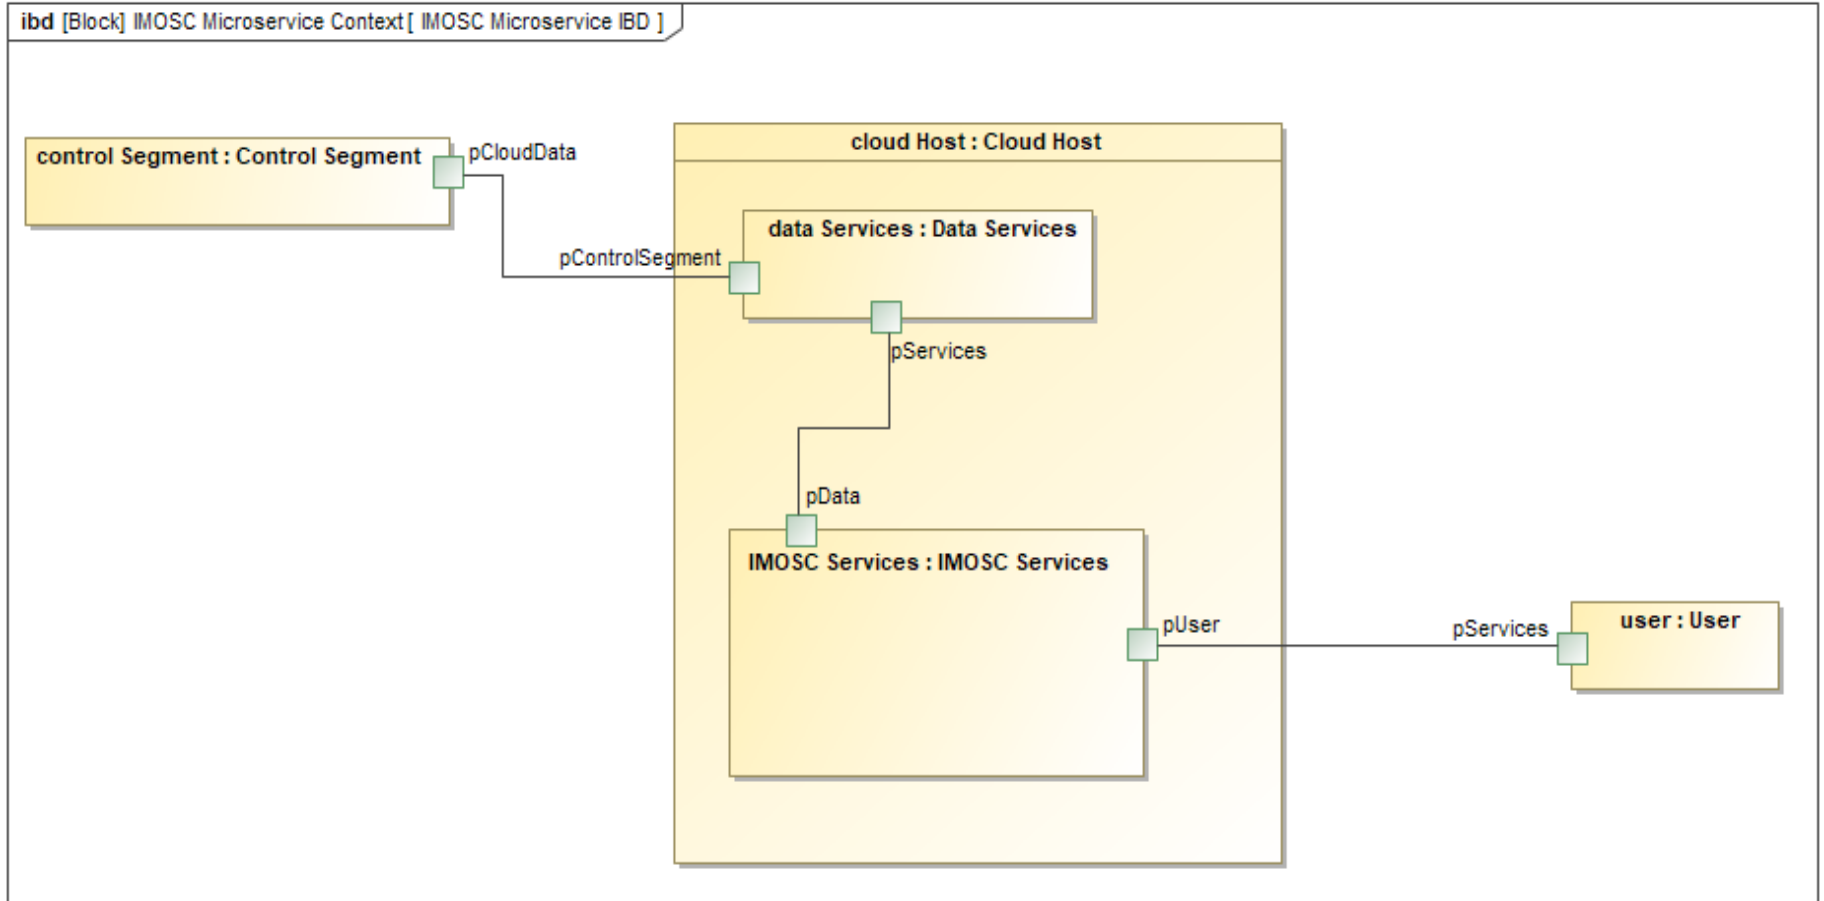 ibd [Block] IMOSC Microservice Context [ IMOSC Microservice IBD ]
control Segment : Control Segment
pCloudData
cloud Host : Cloud Host
data Services : Data Services
pControlSegment
pServices
pData
IMOSC Services : IMOSC Services
pUser
pServices
user : User